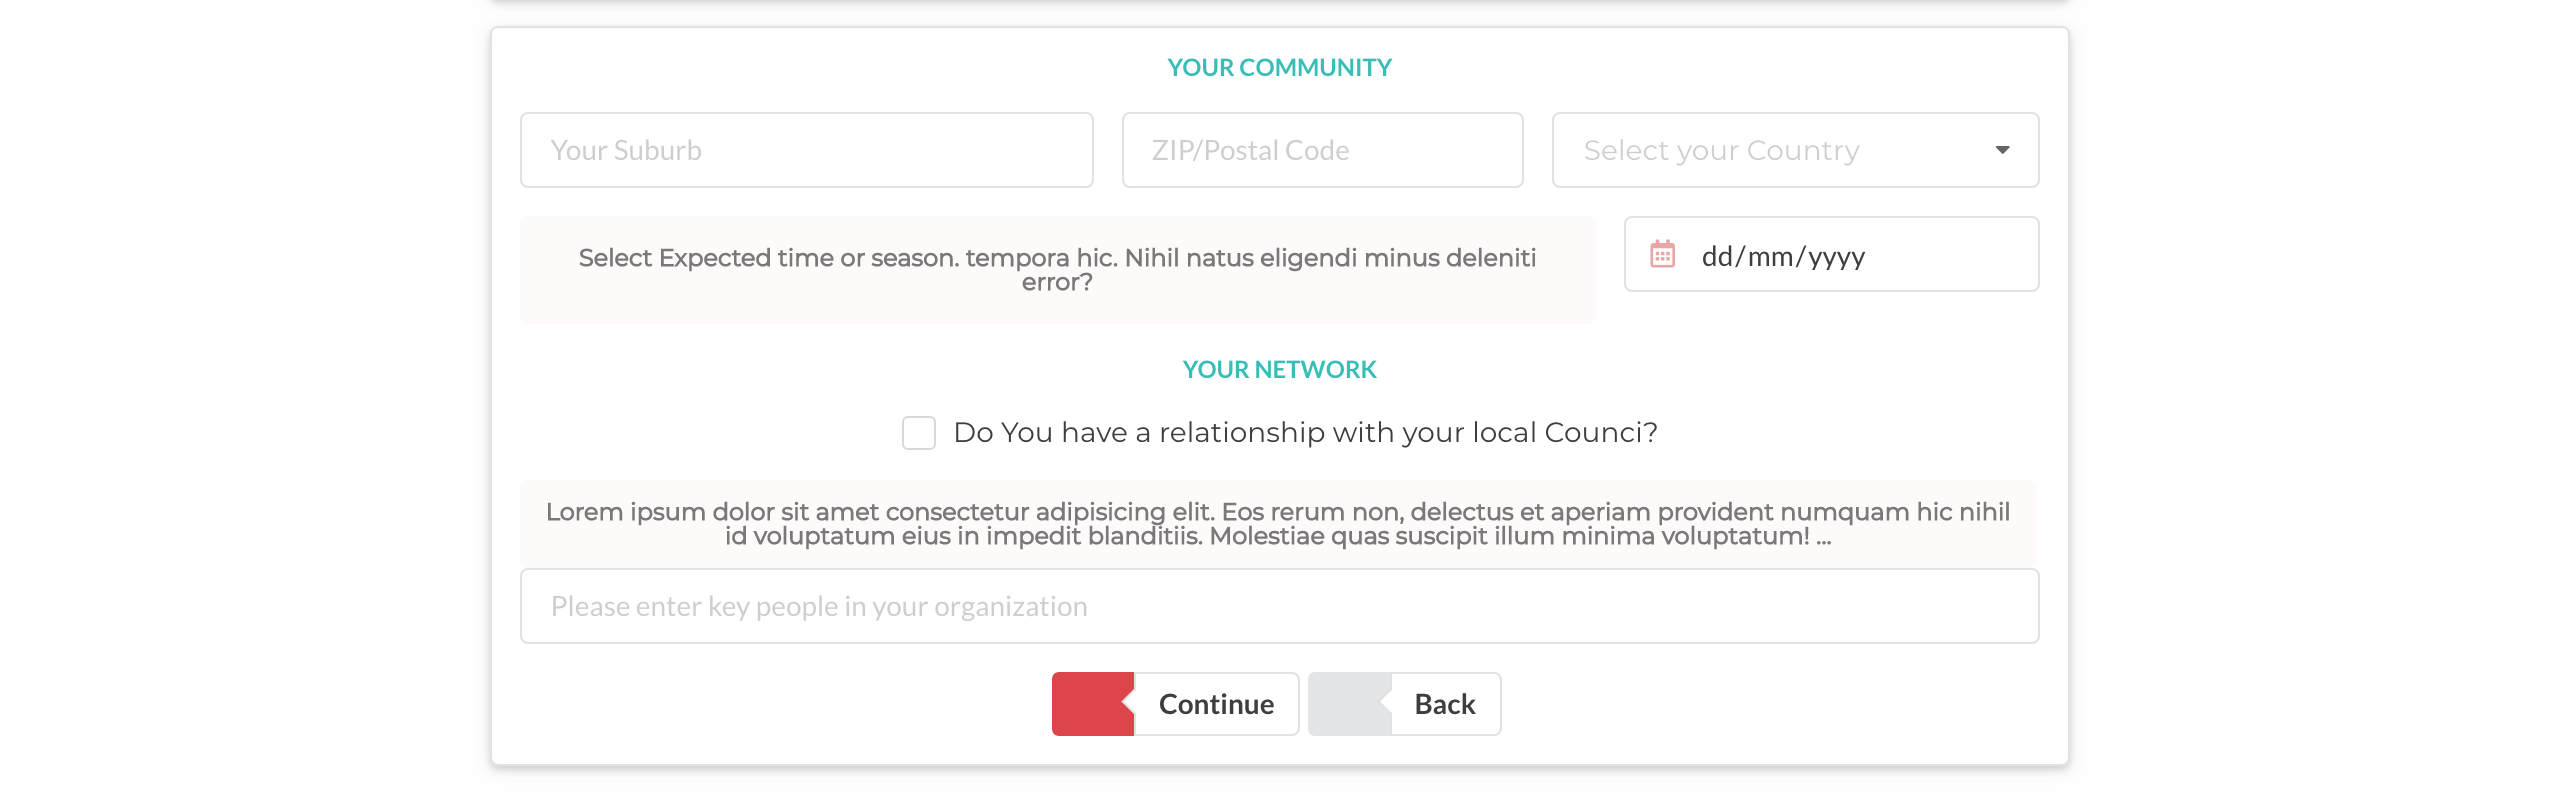 YOUR COMMUNITY
Your Suburb
ZIP/Postal Code
Select your Country
Select Expected time or season. tempora hic. Nihil natus eligendi minus deleniti
error?
dd/mm/yyyy
YOUR NETWORK
Do You have a relationship with your local Counci?
Lorem ipsum dolor sit amet consectetur adipisicing elit. Eos rerum non, delectus et aperiam provident numquam hic nihil
id voluptatum eius in impedit blanditiis. Molestiae quas suscipit illum minima voluptatum! ...
Please enter key people in your organization
Continue
Back